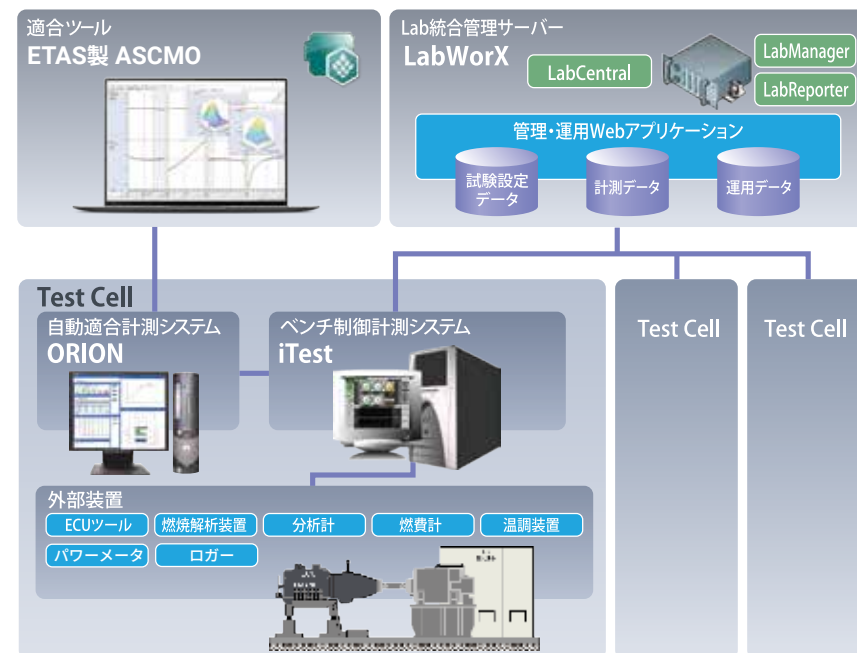 適合ツール
ETAS製 ASCMO
Lab統合管理サーバー
LabWorX
LabCentral
LabManager
LabReporter
管理・運用Webアプリケーション
試験設定
データ
計測データ
運用データ
Test Cell
自動適合計測システム
ORION
ベンチ制御計測システム
iTest
外部装置
ECUツール
燃焼解析装置
分析計
燃費計
温調装置
パワーメータ
ロガー
Test Cell
Test Cell